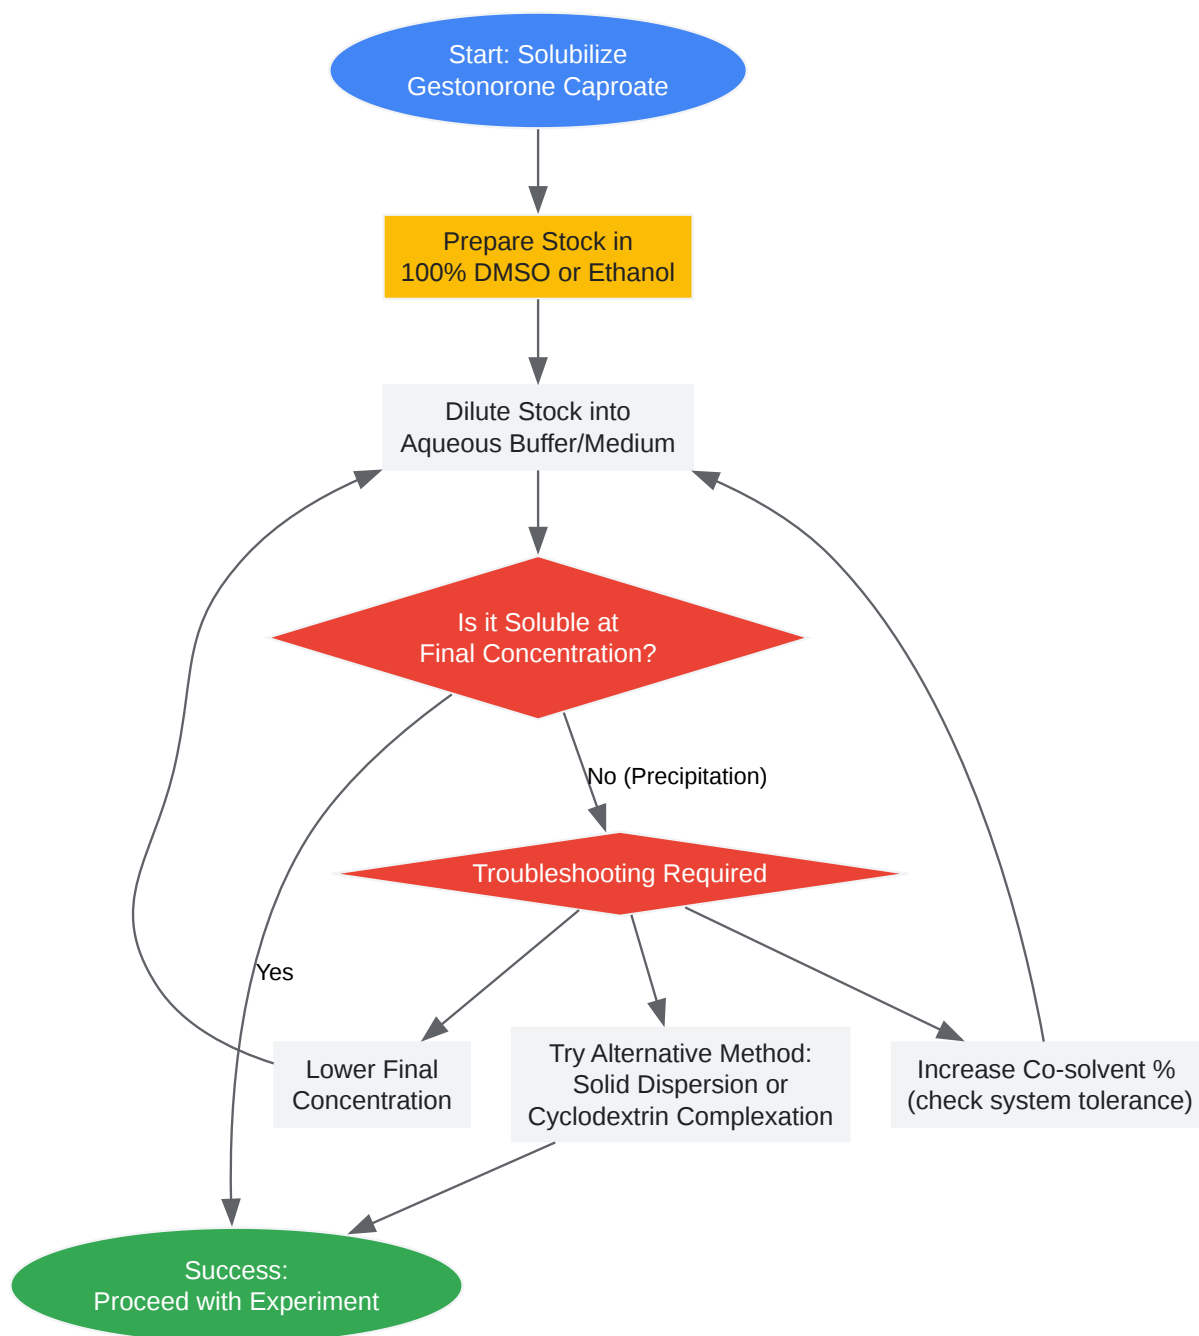 Start: Solubilize
Gestonorone Caproate
Prepare Stock in
100% DMSO or Ethanol
Dilute Stock into
Aqueous Buffer/Medium
Is it Soluble at
Final Concentration?
No (Precipitation)
Troubleshooting Required
Yes
Lower Final
Concentration
Try Alternative Method:
Solid Dispersion or
Cyclodextrin Complexation
Increase Co-solvent %
(check system tolerance)
Success:
Proceed with Experiment